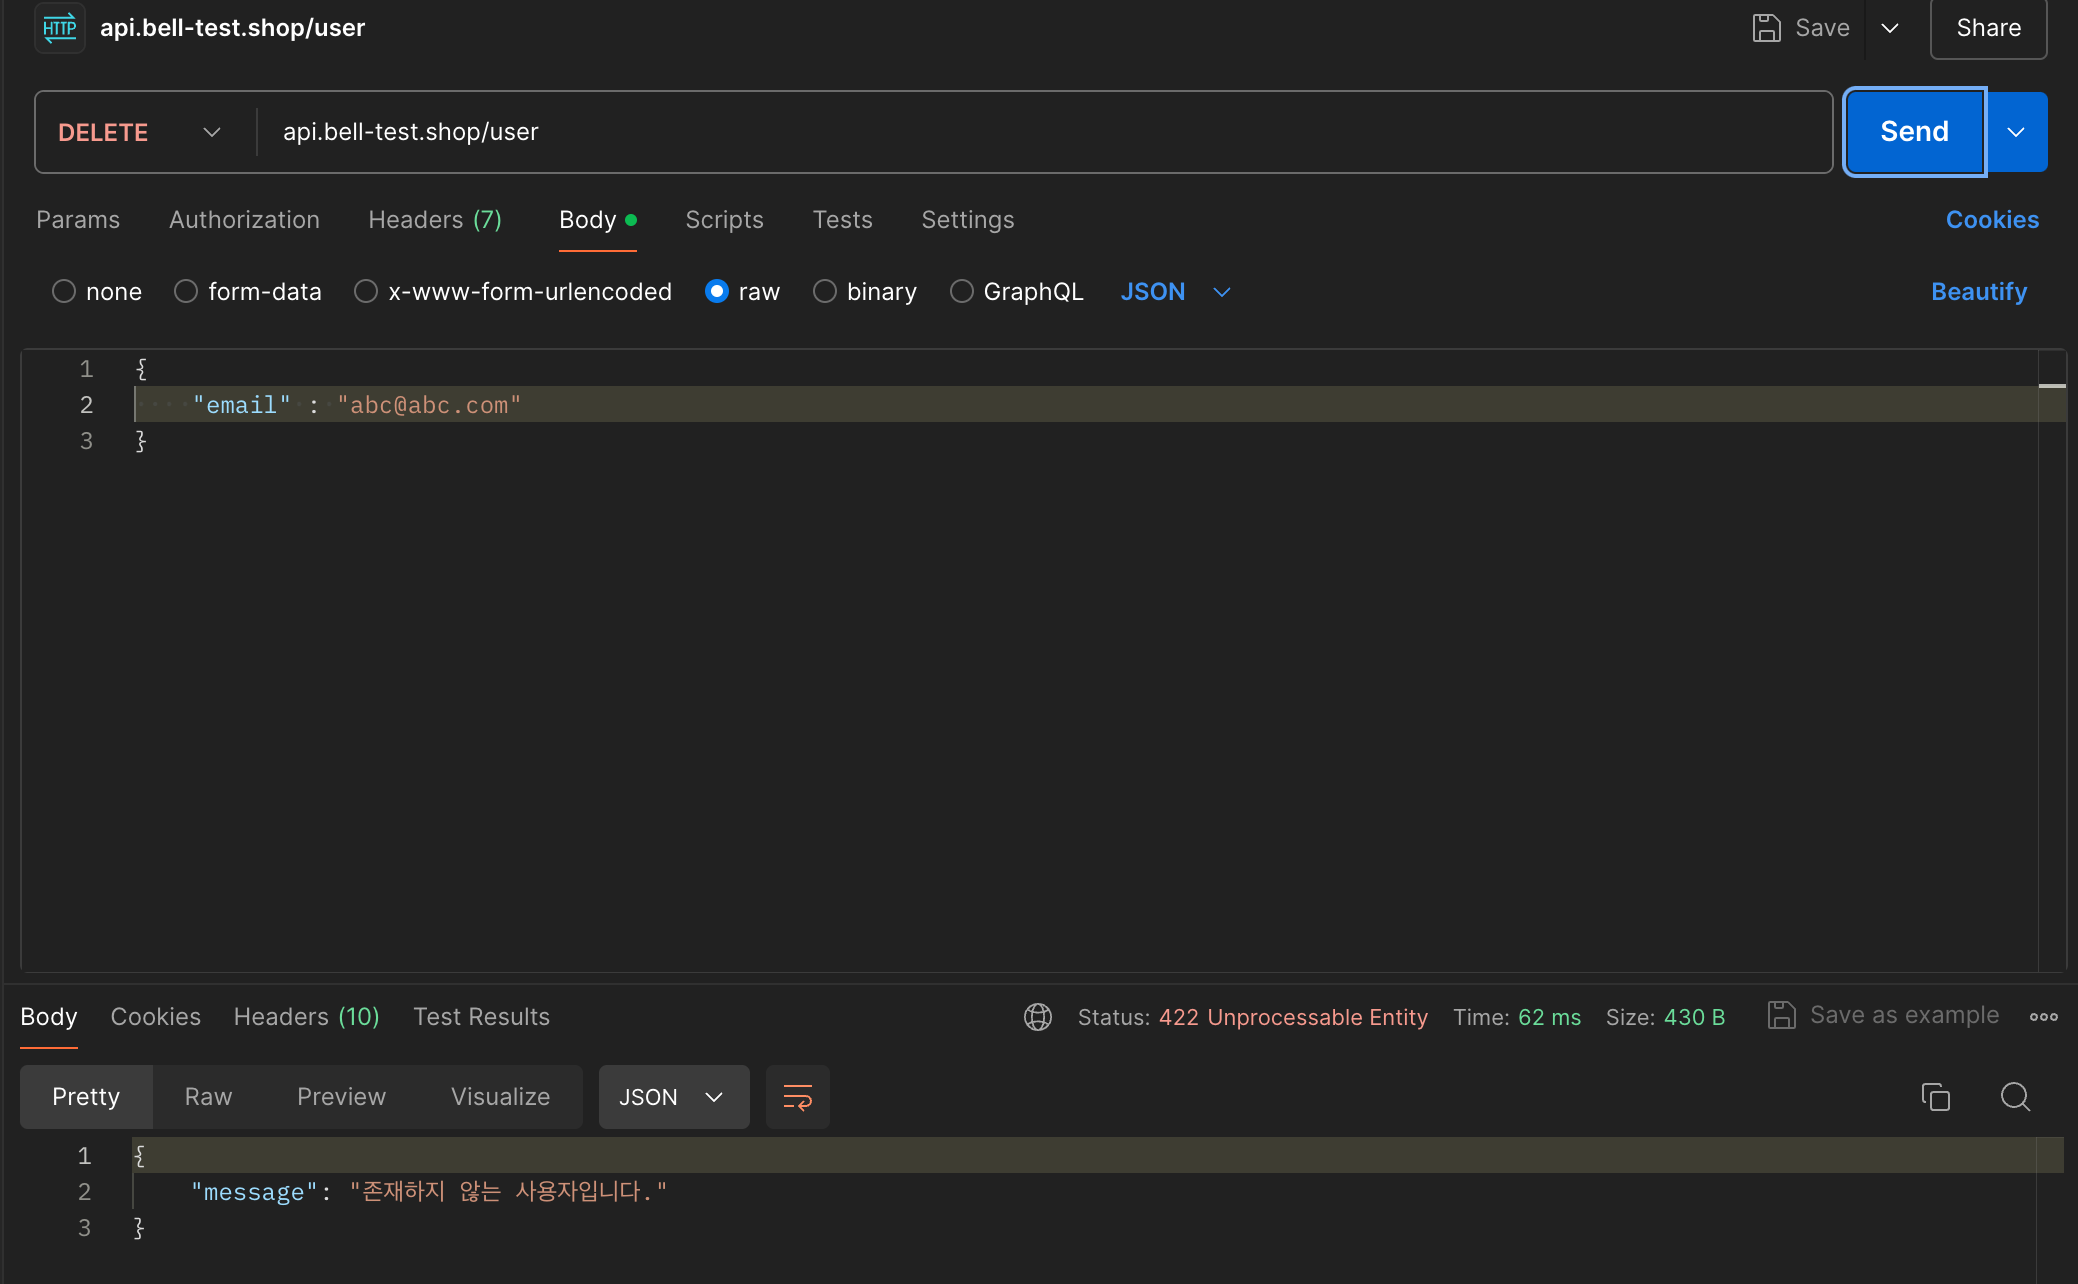 HTTP api.bell-test.shop/user Save Share
DELETE api.bell-test.shop/user Send
Params Authorization Headers (7) Body Scripts Tests Settings Cookies
none form-data x-www-form-urlencoded raw binary GraphQL JSON Beautify
1 {
2 "email" : "abc@abc.com"
3 }
Body Cookies Headers (10) Test Results Status: 422 Unprocessable Entity Time: 62 ms Size: 430 B Save as example
Pretty Raw Preview Visualize JSON
1 {
2 "message": "존재하지 않는 사용자입니다."
3 }